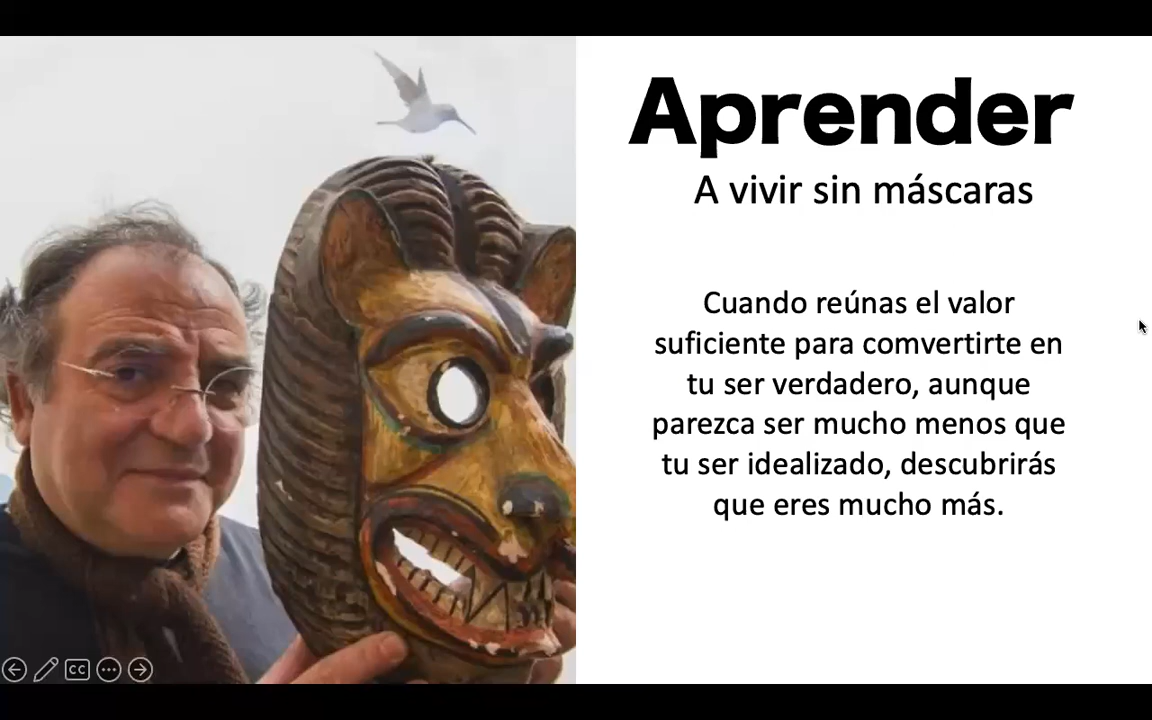 Aprender
A vivir sin máscaras
Cuando reúnas el valor
suficiente para comvertirte en
tu ser verdadero, aunque
parezca ser mucho menos que
tu ser idealizado, descubrirás
que eres mucho más.
CC